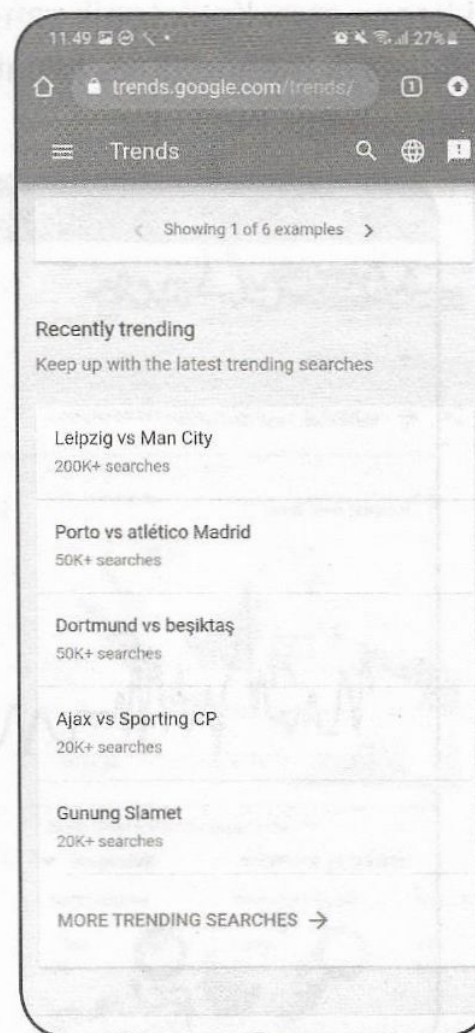 11.49
27%
trends.google.com/trends/
1
Trends
Showing 1 of 6 examples
Recently trending
Keep up with the latest trending searches
Leipzig vs Man City
200K+ searches
Porto vs atlético Madrid
50K+ searches
Dortmund vs beşiktaş
50K+ searches
Ajax vs Sporting CP
20K+ searches
Gunung Slamet
20K+ searches
MORE TRENDING SEARCHES →